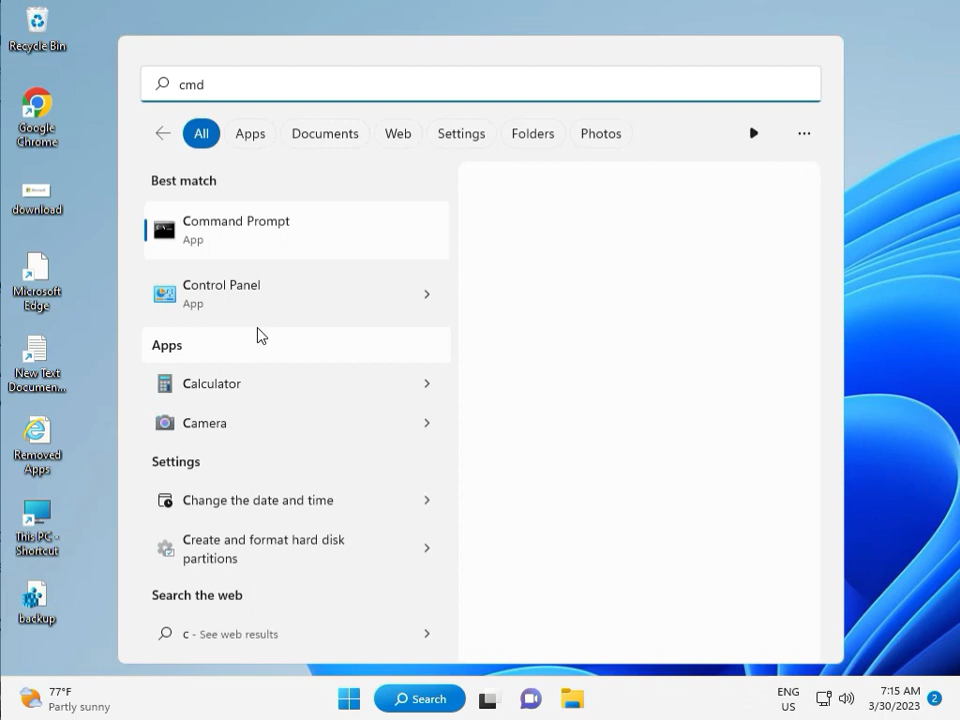 Recycle Bin
Google
Chrome
download
Microsoft
Edge
New Text
Documen...
Removed
Apps
This PC -
Shortcut
backup
cmd
All
Apps
Documents
Web
Settings
Folders
Photos
Best match
Command Prompt
App
Control Panel
App
Apps
Calculator
Camera
Settings
Change the date and time
Create and format hard disk
partitions
Search the web
c - See web results
77°F
Partly sunny
Search
ENG
US
7:15 AM
3/30/2023
2